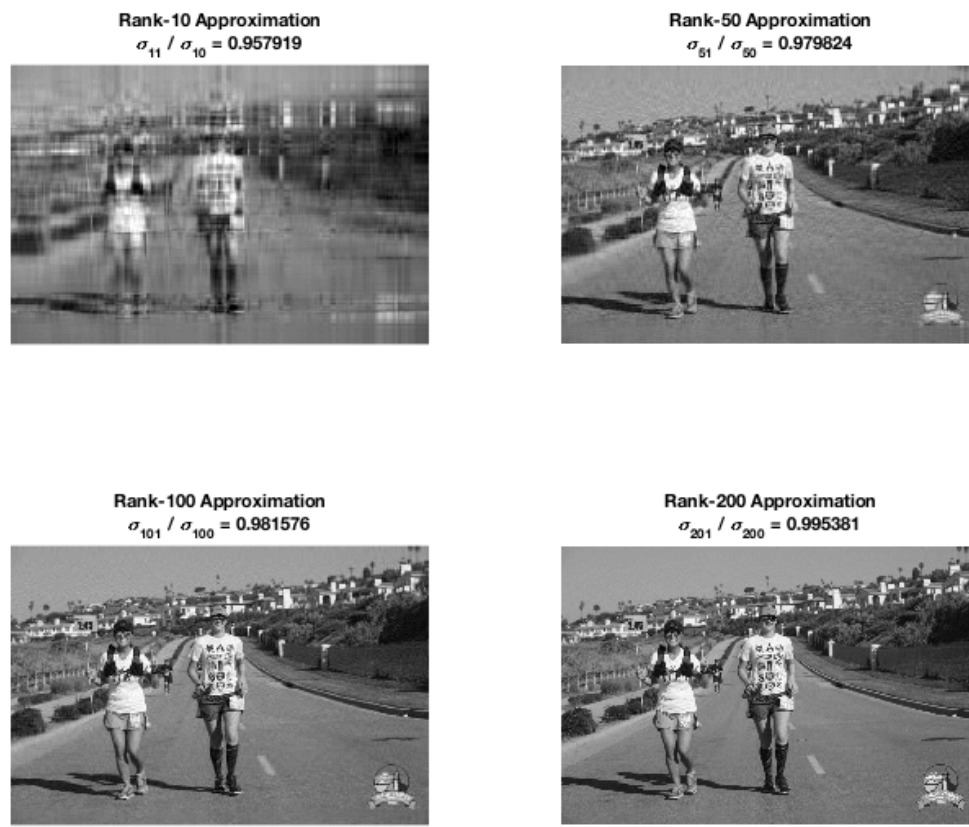 Rank-10 Approximation
σ₁₁ / σ₁₀ = 0.957919
Rank-50 Approximation
σ₅₁ / σ₅₀ = 0.979824
Rank-100 Approximation
σ₁₀₁ / σ₁₀₀ = 0.981576
Rank-200 Approximation
σ₂₀₁ / σ₂₀₀ = 0.995381